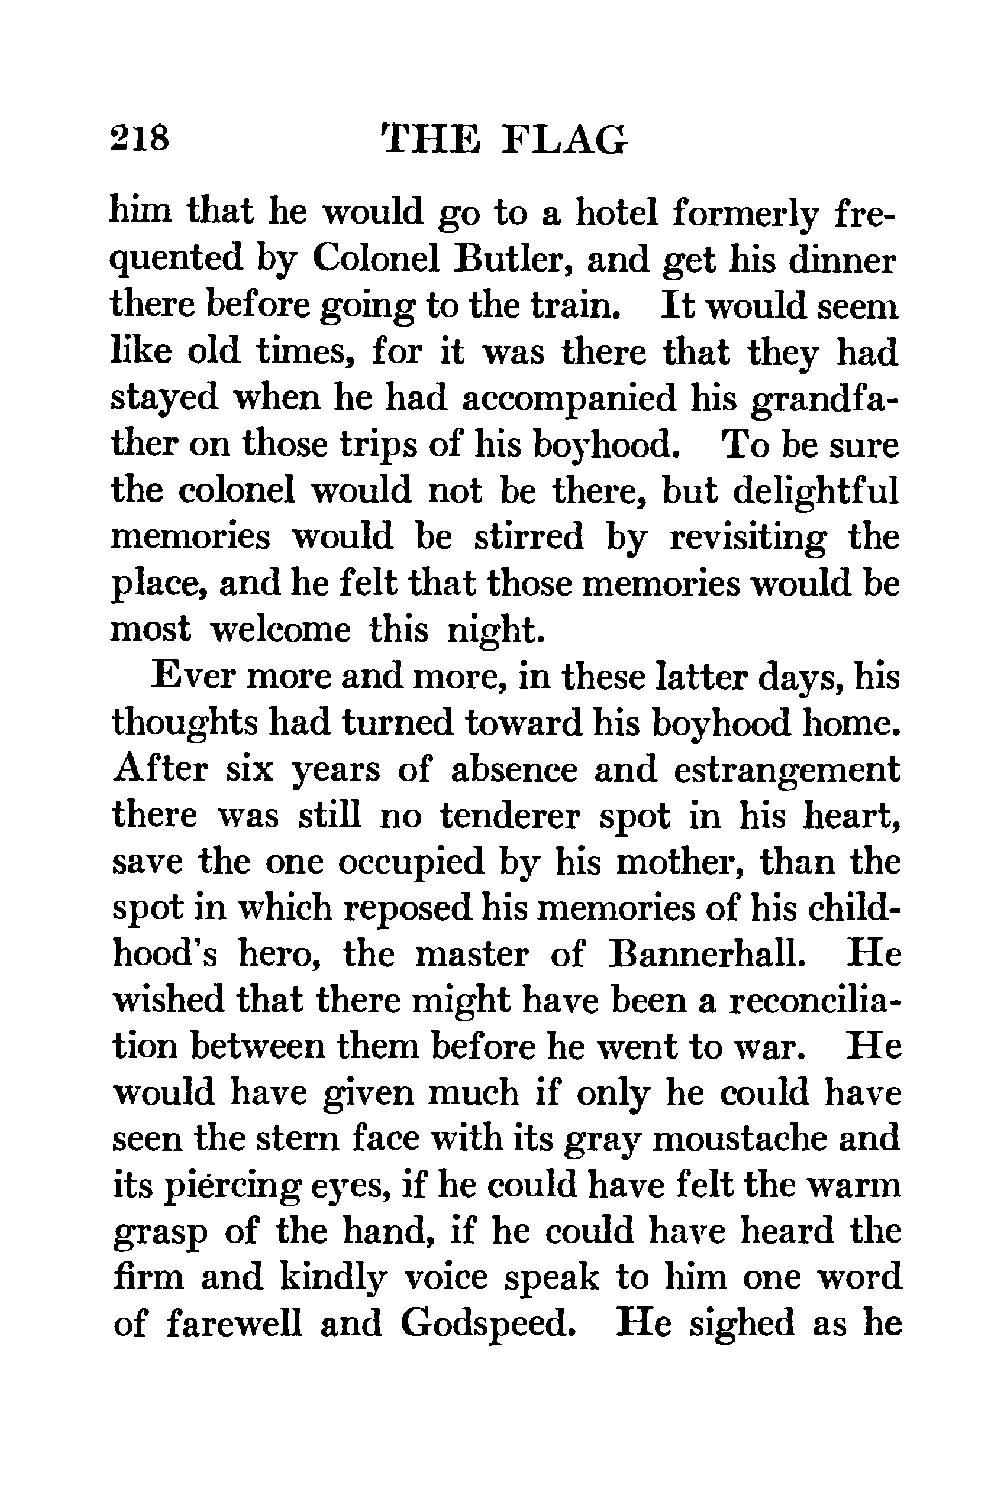 218 THE FLAG
him that he would go to a hotel formerly fre-
quented by Colonel Butler, and get his dinner
there before going to the train. It would seem
like old times, for it was there that they had
stayed when he had accompanied his grandfa-
ther on those trips of his boyhood. To be sure
the colonel would not be there, but delightful
memories would be stirred by revisiting the
place, and he felt that those memories would be
most welcome this night.
Ever more and more, in these latter days, his
thoughts had turned toward his boyhood home.
After six years of absence and estrangement
there was still no tenderer spot in his heart,
save the one occupied by his mother, than the
spot in which reposed his memories of his child-
hood's hero, the master of Bannerhall. He
wished that there might have been a reconcilia-
tion between them before he went to war. He
would have given much if only he could have
seen the stern face with its gray moustache and
its piercing eyes, if he could have felt the warm
grasp of the hand, if he could have heard the
firm and kindly voice speak to him one word
of farewell and Godspeed. He sighed as he